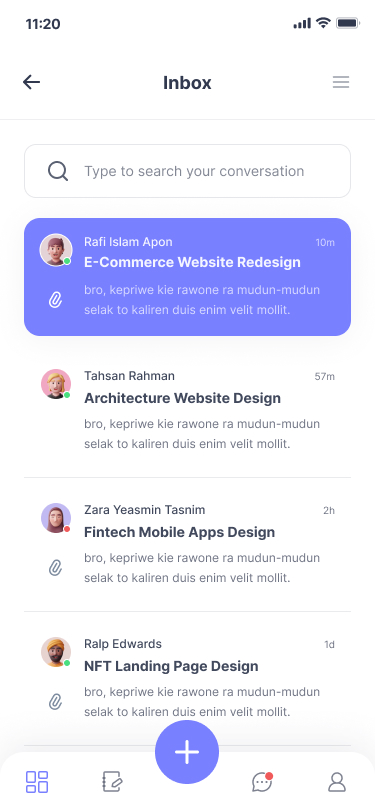 11:20
Inbox
Type to search your conversation
Rafi Islam Apon 10m
E-Commerce Website Redesign
bro, kepriwe kie rawone ra mudun-mudun
selak to kaliren duis enim velit mollit.
Tahsan Rahman 57m
Architecture Website Design
bro, kepriwe kie rawone ra mudun-mudun
selak to kaliren duis enim velit mollit.
Zara Yeasmin Tasnim 2h
Fintech Mobile Apps Design
bro, kepriwe kie rawone ra mudun-mudun
selak to kaliren duis enim velit mollit.
Ralp Edwards 1d
NFT Landing Page Design
bro, kepriwe kie rawone ra mudun-mudun
selak to kaliren duis enim velit mollit.